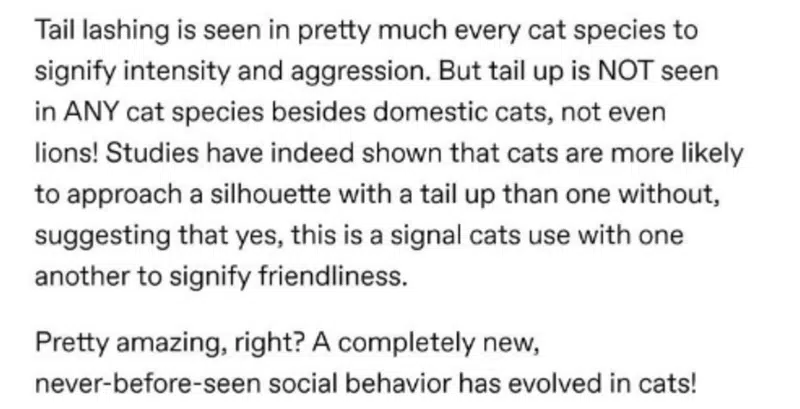 Tail lashing is seen in pretty much every cat species to
signify intensity and aggression. But tail up is NOT seen
in ANY cat species besides domestic cats, not even
lions! Studies have indeed shown that cats are more likely
to approach a silhouette with a tail up than one without,
suggesting that yes, this is a signal cats use with one
another to signify friendliness.
Pretty amazing, right? A completely new,
never-before-seen social behavior has evolved in cats!